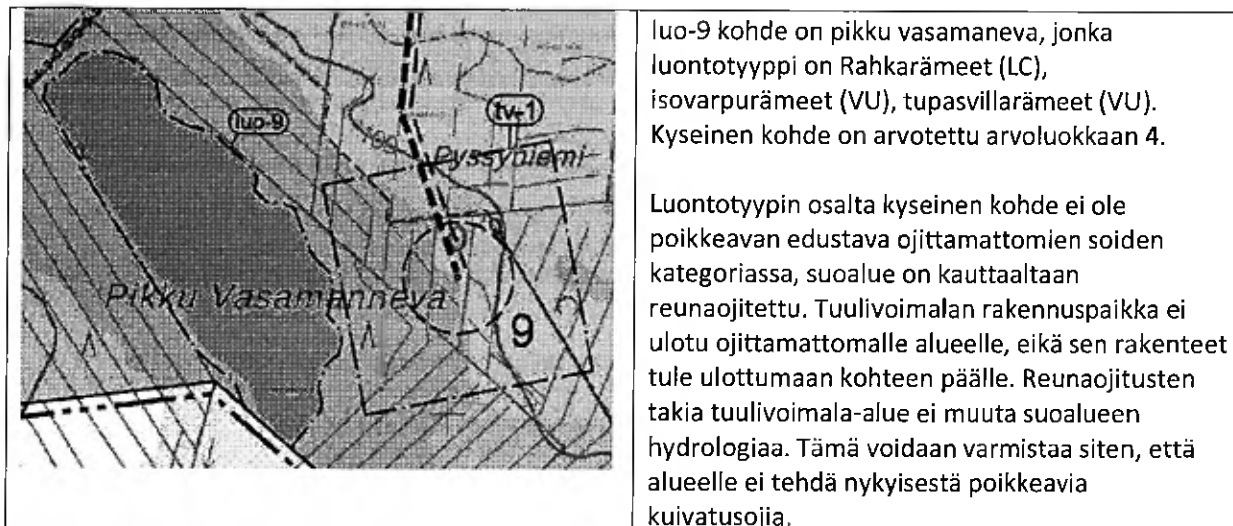 luo-9
tv-1
100
Pyssyniemi
Pikku Vasamanneva
9
luo-9 kohde on pikku vasamaneva, jonka
luontotyyppi on Rahkarämeet (LC),
isovarpurämeet (VU), tupasvillarämeet (VU).
Kyseinen kohde on arvotettu arvoluokkaan 4.
Luontotyypin osalta kyseinen kohde ei ole
poikkeavan edustava ojittamattomien soiden
kategoriassa, suoalue on kauttaaltaan
reunaojitettu. Tuulivoimalan rakennuspaikka ei
ulotu ojittamattomalle alueelle, eikä sen rakenteet
tule ulottumaan kohteen päälle. Reunaojitusten
takia tuulivoimala-alue ei muuta suoalueen
hydrologiaa. Tämä voidaan varmistaa siten, että
alueelle ei tehdä nykyisestä poikkeavia
kuivatusojia.